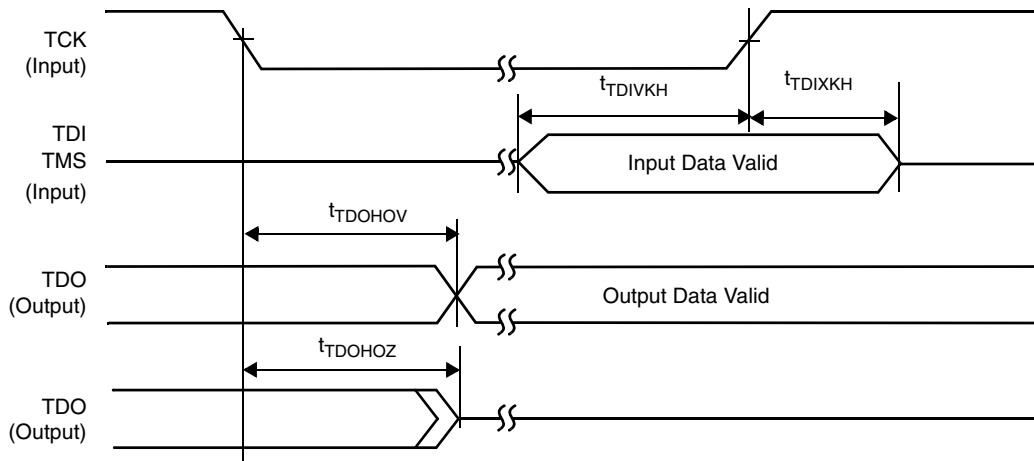 TCK
(Input)
tTDIVKH
tTDIXKH
TDI
TMS
(Input)
Input Data Valid
tTDOHOV
TDO
(Output)
Output Data Valid
tTDOHOZ
TDO
(Output)